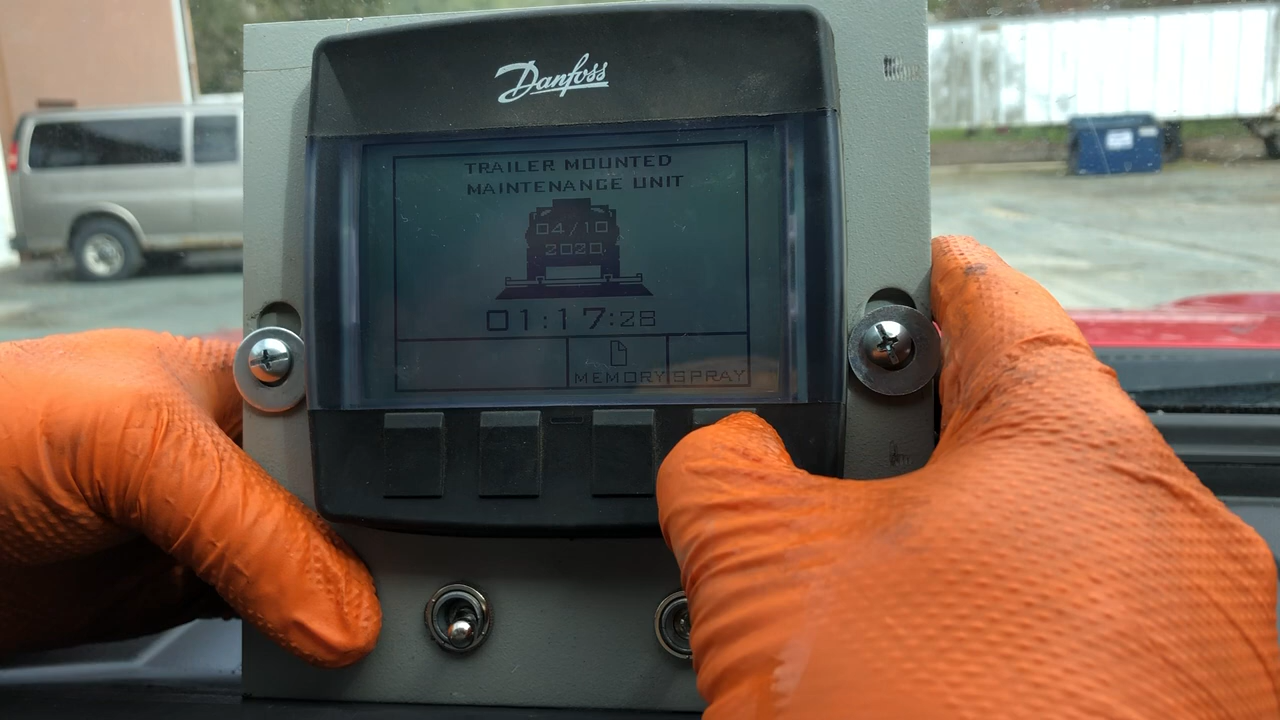 Danfoss
TRAILER MOUNTED
MAINTENANCE UNIT
04/10
2020
01:17:28
MEMORY SPRAY